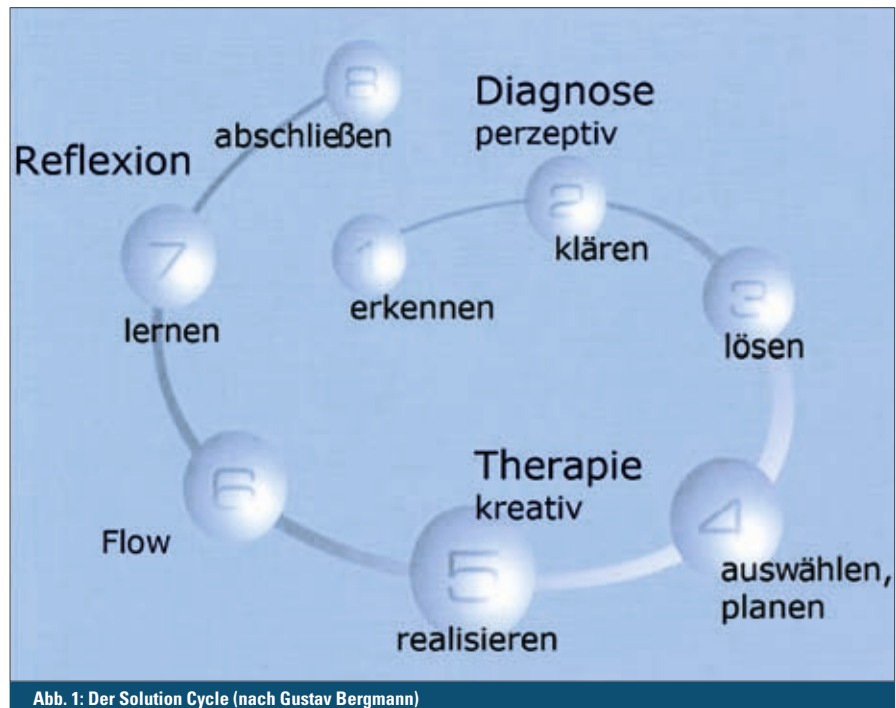 8
abschließen
Diagnose
perzeptiv
Reflexion
2
klären
7
1
erkennen
lernen
3
lösen
Therapie
kreativ
6
Flow
4
auswählen,
planen
5
realisieren
Abb. 1: Der Solution Cycle (nach Gustav Bergmann)